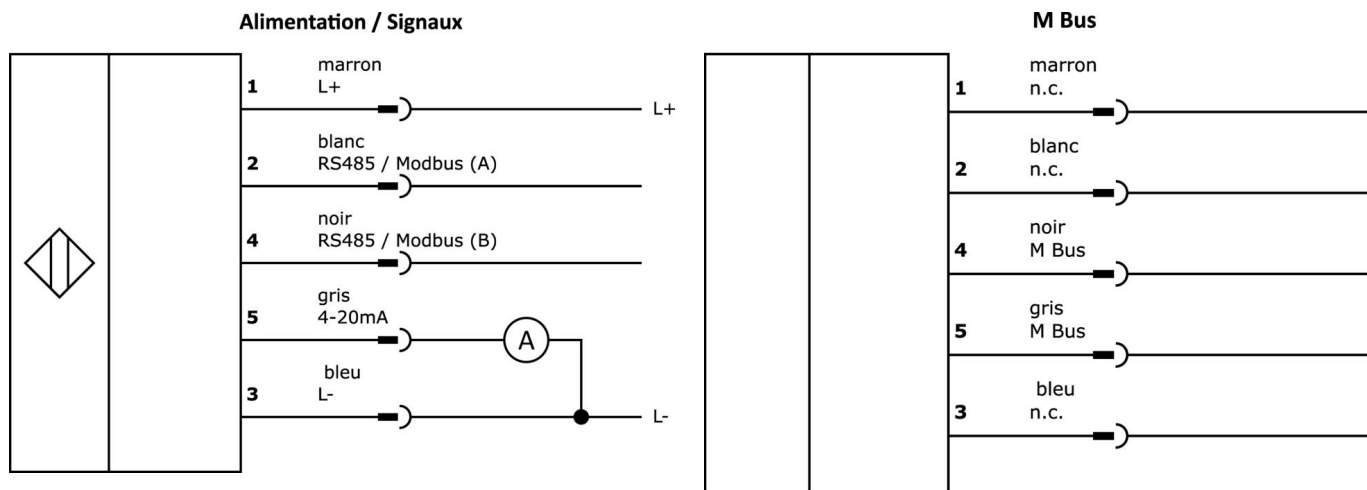 Alimentation / Signaux
1
marron
L+
L+
2
blanc
RS485 / Modbus (A)
4
noir
RS485 / Modbus (B)
5
gris
4-20mA
A
3
bleu
L-
L-
M Bus
1
marron
n.c.
2
blanc
n.c.
4
noir
M Bus
5
gris
M Bus
3
bleu
n.c.